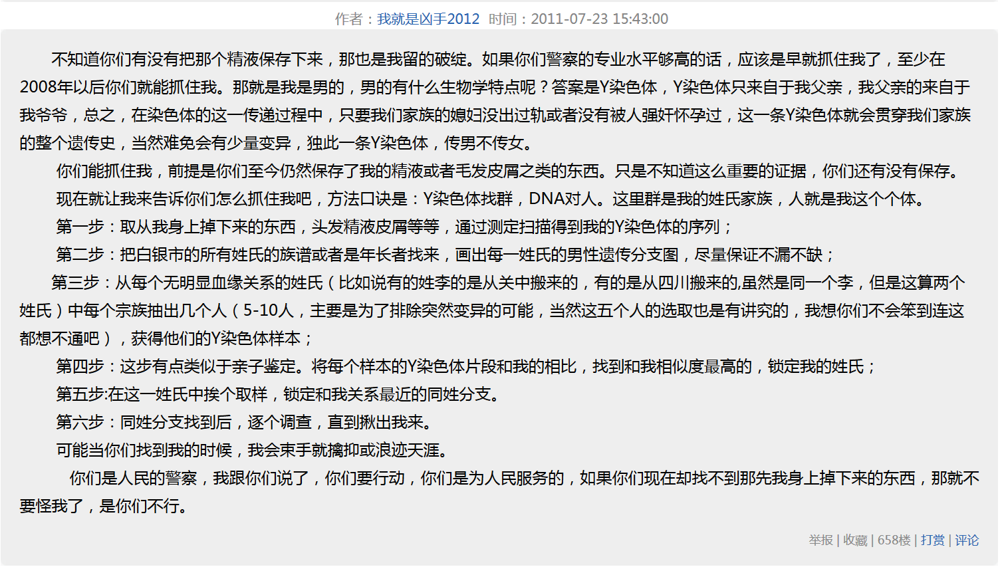 作者：我就是凶手2012 时间：2011-07-23 15:43:00
不知道你们有没有把那个精液保存下来，那也是我留的破绽。如果你们警察的专业水平够高的话，应该是早就抓住我了，至少在
2008年以后你们就能抓住我。那就是我是男的，男的有什么生物学特点呢？答案是Y染色体，Y染色体只来自于我父亲，我父亲的来自于
我爷爷，总之，在染色体的这一传递过程中，只要我们家族的媳妇没出过轨或者没有被人强奸怀孕过，这一条Y染色体就会贯穿我们家族
的整个遗传史，当然难免会有少量变异，独此一条Y染色体，传男不传女。
你们能抓住我，前提是你们至今仍然保存了我的精液或者毛发皮屑之类的东西。只是不知道这么重要的证据，你们还有没有保存。
现在就让我来告诉你们怎么抓住我吧，方法口诀是：Y染色体找群，DNA对人。这里群是我的姓氏家族，人就是我这个个体。
第一步：取从我身上掉下来的东西，头发精液皮屑等等，通过测定扫描得到我的Y染色体的序列；
第二步：把白银市的所有姓氏的族谱或者是年长者找来，画出每一姓氏的男性遗传分支图，尽量保证不漏不缺；
第三步：从每个无明显血缘关系的姓氏（比如说有的姓李的是从关中搬来的，有的是从四川搬来的,虽然是同一个李，但是这算两个
姓氏）中每个宗族抽出几个人（5-10人，主要是为了排除突然变异的可能，当然这五个人的选取也是有讲究的，我想你们不会笨到连这
都想不通吧），获得他们的Y染色体样本；
第四步：这步有点类似于亲子鉴定。将每个样本的Y染色体片段和我的相比，找到和我相似度最高的，锁定我的姓氏；
第五步:在这一姓氏中挨个取样，锁定和我关系最近的同姓分支。
第六步：同姓分支找到后，逐个调查，直到揪出我来。
可能当你们找到我的时候，我会束手就擒抑或浪迹天涯。
你们是人民的警察，我跟你们说了，你们要行动，你们是为人民服务的，如果你们现在却找不到那先我身上掉下来的东西，那就不
要怪我了，是你们不行。
举报 | 收藏 | 658楼 | 打赏 | 评论